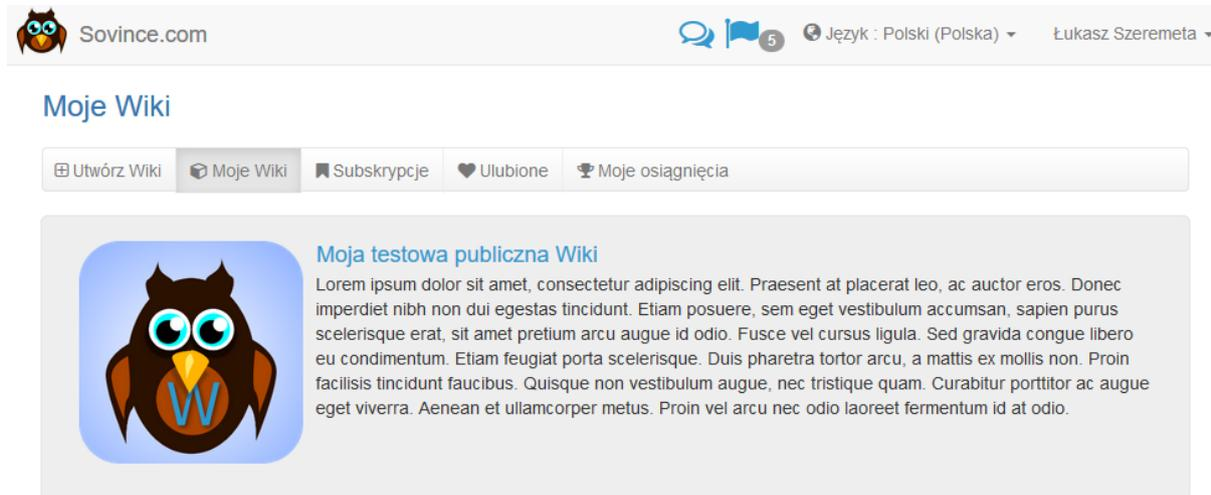 Sovince.com
5
Język : Polski (Polska)
Łukasz Szeremeta
Moje Wiki
Utwórz Wiki
Moje Wiki
Subskrypcje
Ulubione
Moje osiągnięcia
Moja testowa publiczna Wiki
Lorem ipsum dolor sit amet, consectetur adipiscing elit. Praesent at placerat leo, ac auctor eros. Donec
imperdiet nibh non dui egestas tincidunt. Etiam posuere, sem eget vestibulum accumsan, sapien purus
scelerisque erat, sit amet pretium arcu augue id odio. Fusce vel cursus ligula. Sed gravida congue libero
eu condimentum. Etiam feugiat porta scelerisque. Duis pharetra tortor arcu, a mattis ex mollis non. Proin
facilisis tincidunt faucibus. Quisque non vestibulum augue, nec tristique quam. Curabitur porttitor ac augue
eget viverra. Aenean et ullamcorper metus. Proin vel arcu nec odio laoreet fermentum id at odio.
W